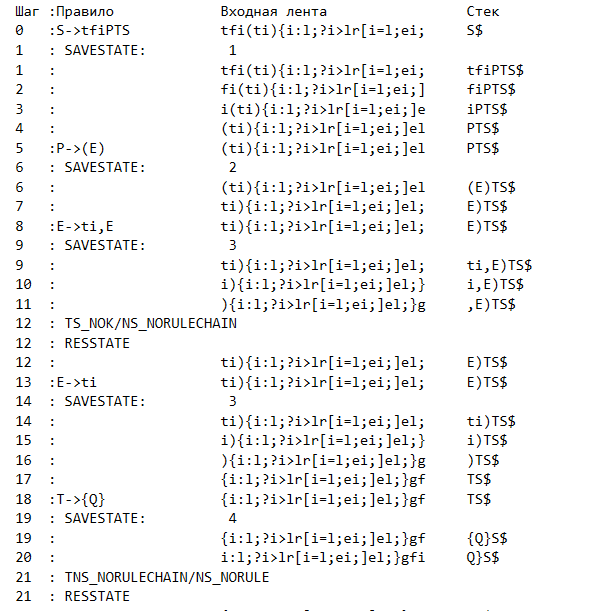 Шаг :Правило Входная лента Стек
0 :S->tfiPTS tfi(ti){i:l;?i>lr[i=l;ei; S$
1 : SAVESTATE: 1
1 : tfi(ti){i:l;?i>lr[i=l;ei; tfiPTS$
2 : fi(ti){i:l;?i>lr[i=l;ei;] fiPTS$
3 : i(ti){i:l;?i>lr[i=l;ei;]e iPTS$
4 : (ti){i:l;?i>lr[i=l;ei;]el PTS$
5 :P->(E) (ti){i:l;?i>lr[i=l;ei;]el PTS$
6 : SAVESTATE: 2
6 : (ti){i:l;?i>lr[i=l;ei;]el (E)TS$
7 : ti){i:l;?i>lr[i=l;ei;]el; E)TS$
8 :E->ti,E ti){i:l;?i>lr[i=l;ei;]el; E)TS$
9 : SAVESTATE: 3
9 : ti){i:l;?i>lr[i=l;ei;]el; ti,E)TS$
10 : i){i:l;?i>lr[i=l;ei;]el;} i,E)TS$
11 : ){i:l;?i>lr[i=l;ei;]el;}g ,E)TS$
12 : TS_NOK/NS_NORULECHAIN
12 : RESSTATE
12 : ti){i:l;?i>lr[i=l;ei;]el; E)TS$
13 :E->ti ti){i:l;?i>lr[i=l;ei;]el; E)TS$
14 : SAVESTATE: 3
14 : ti){i:l;?i>lr[i=l;ei;]el; ti)TS$
15 : i){i:l;?i>lr[i=l;ei;]el;} i)TS$
16 : ){i:l;?i>lr[i=l;ei;]el;}g )TS$
17 : {i:l;?i>lr[i=l;ei;]el;}gf TS$
18 :T->{Q} {i:l;?i>lr[i=l;ei;]el;}gf TS$
19 : SAVESTATE: 4
19 : {i:l;?i>lr[i=l;ei;]el;}gf {Q}S$
20 : i:l;?i>lr[i=l;ei;]el;}gfi Q}S$
21 : TNS_NORULECHAIN/NS_NORULE
21 : RESSTATE